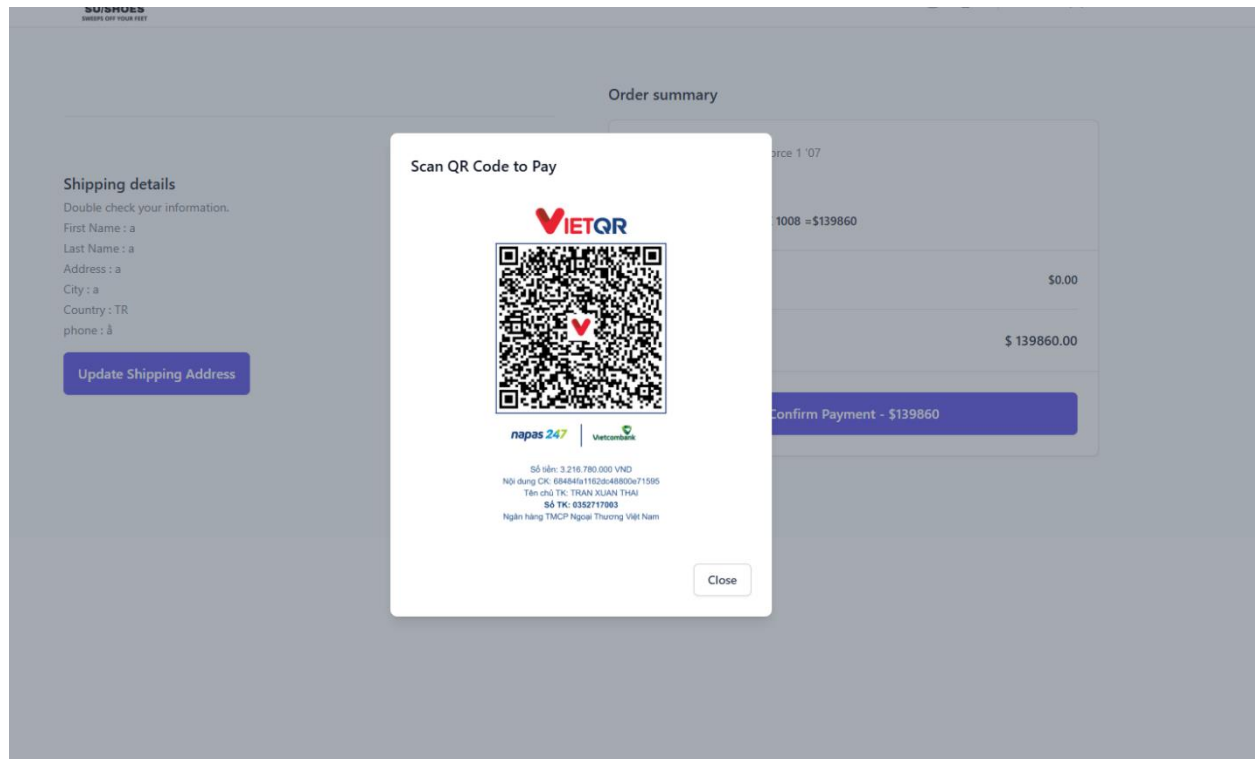 SU/SHOES
SWEEPS OFF YOUR FEET
Order summary
orce 1 '07
1008 =$139860
$0.00
$ 139860.00
Confirm Payment - $139860
Shipping details
Double check your information.
First Name : a
Last Name : a
Address : a
City : a
Country : TR
phone : å
Update Shipping Address
Scan QR Code to Pay
VIETQR
napas 247
Vietcombank
Số tiền: 3.216.780.000 VND
Nội dung CK: 68484fa1162dc48800e71595
Tên chủ TK: TRAN XUAN THAI
Số TK: 0352717003
Ngân hàng TMCP Ngoại Thương Việt Nam
Close